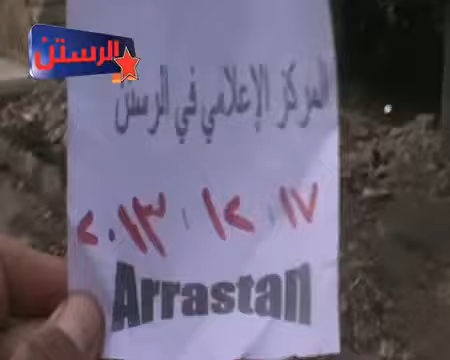 الرستن
المركز الإعلامي في الرستن
٢٠١٣ ، ١٢ ، ١٧
Arrastan